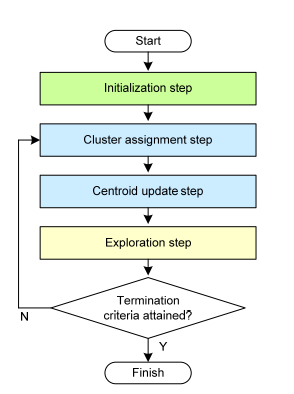 Start
Initialization step
Cluster assignment step
Centroid update step
Exploration step
Termination
criteria attained?
N
Y
Finish